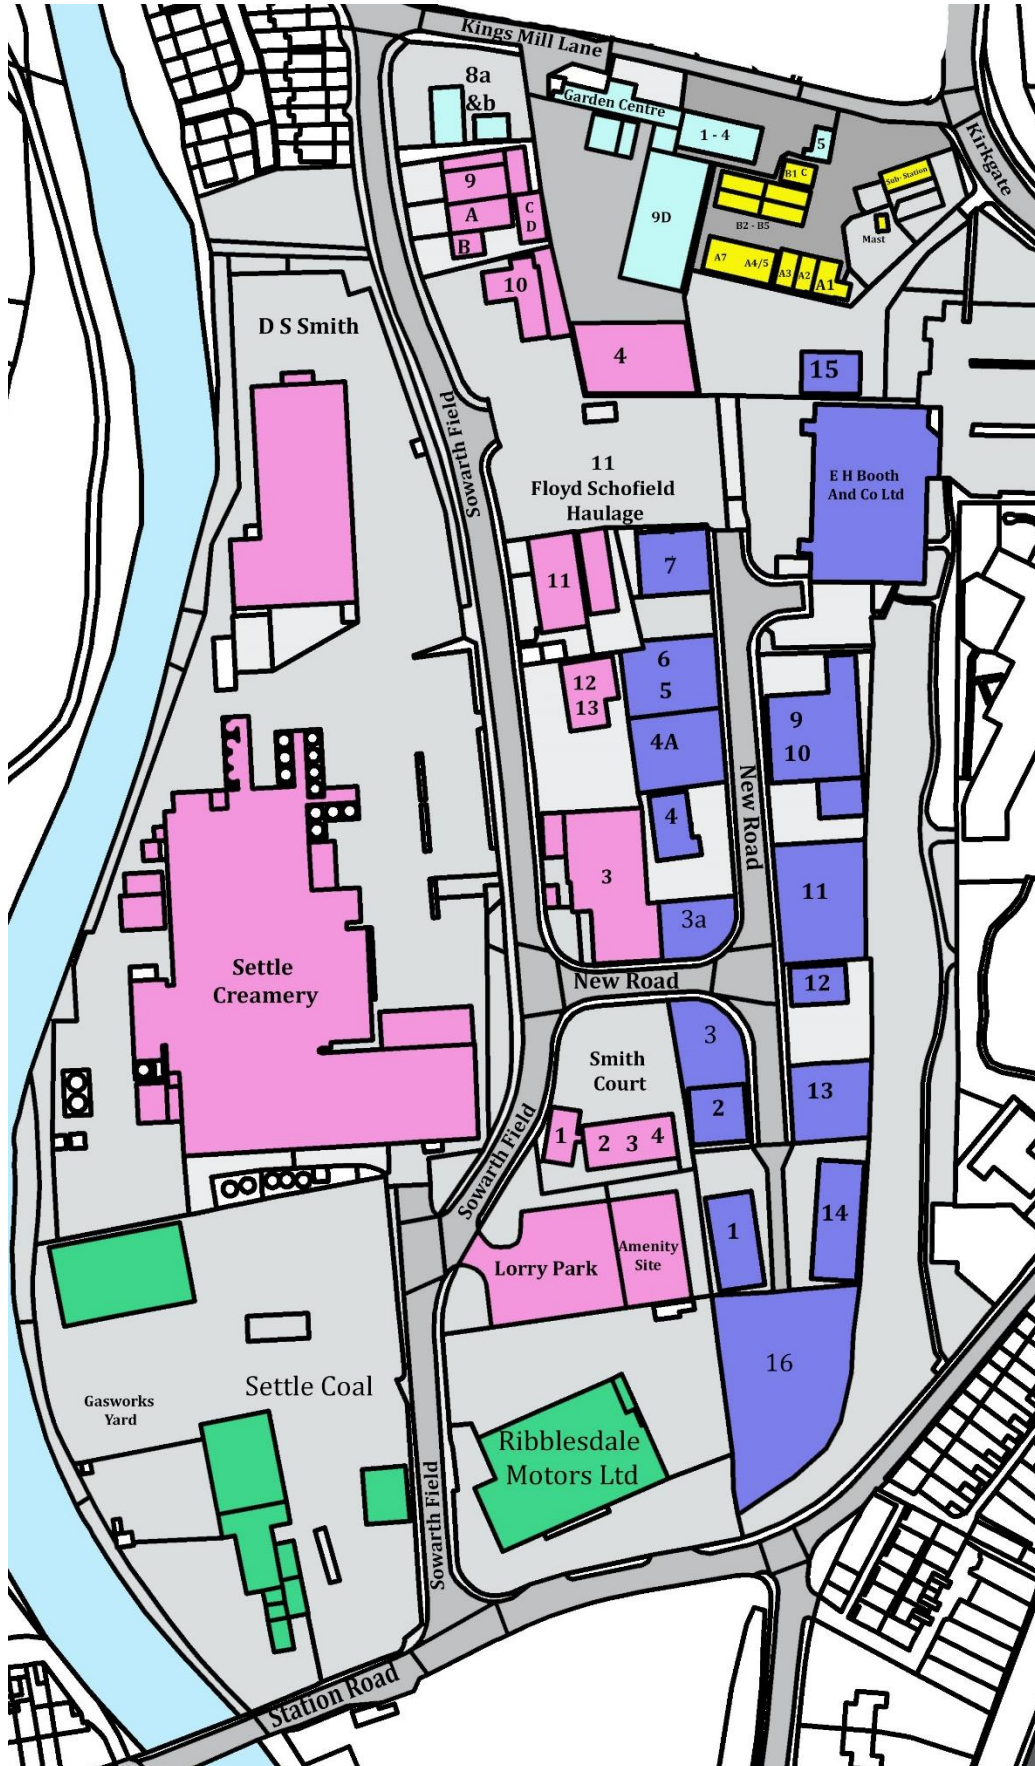 Kings Mill Lane
8a
&b
Garden Centre
1 - 4
5
Kirkgate
9
A
B
C
D
9D
B1 C
B2 - B5
Sub- Station
Mast
A7
A4/5
A3
A2
A1
10
D S Smith
4
15
Sowarth Field
11
Floyd Schofield
Haulage
E H Booth
And Co Ltd
11
7
12
13
6
5
4A
9
10
4
New Road
3
3a
11
Settle
Creamery
New Road
12
Smith
Court
3
2
13
1
2 3 4
Sowarth Field
Lorry Park
Amenity
Site
1
14
16
Gasworks
Yard
Settle Coal
Ribblesdale
Motors Ltd
Sowarth Field
Station Road